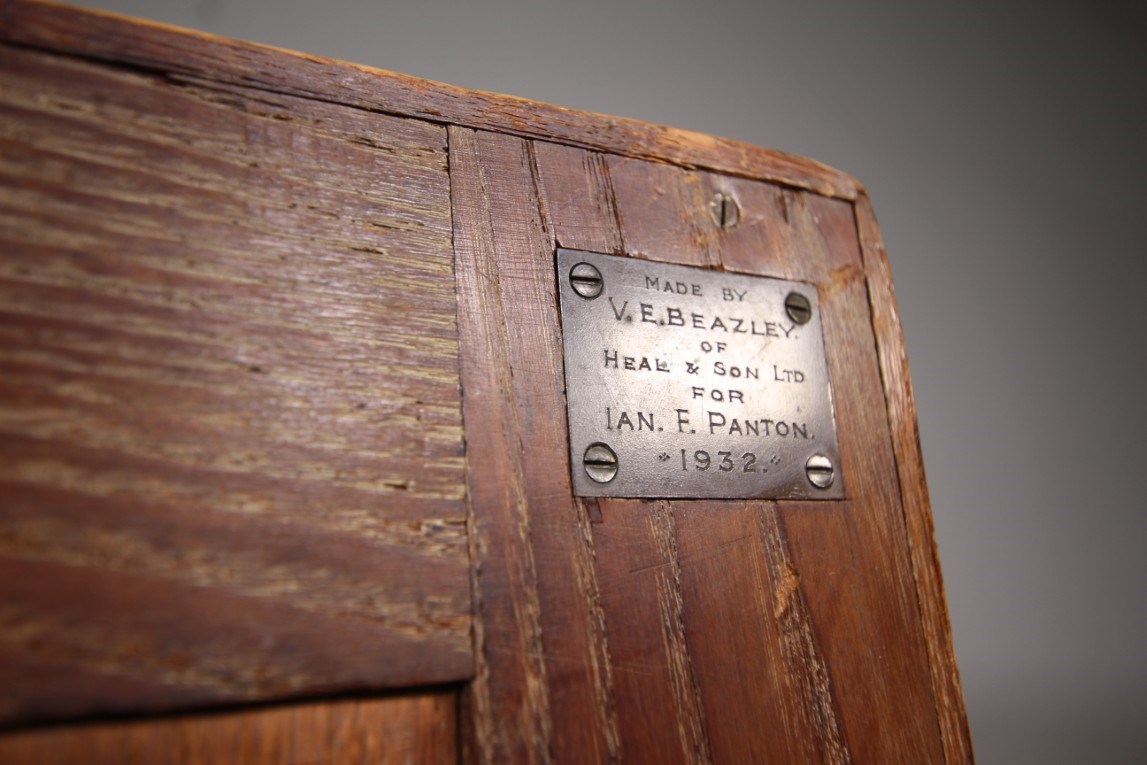 MADE BY
V. E. BEAZLEY.
OF
HEAL & SON LTD
FOR
IAN. F. PANTON.
1932.